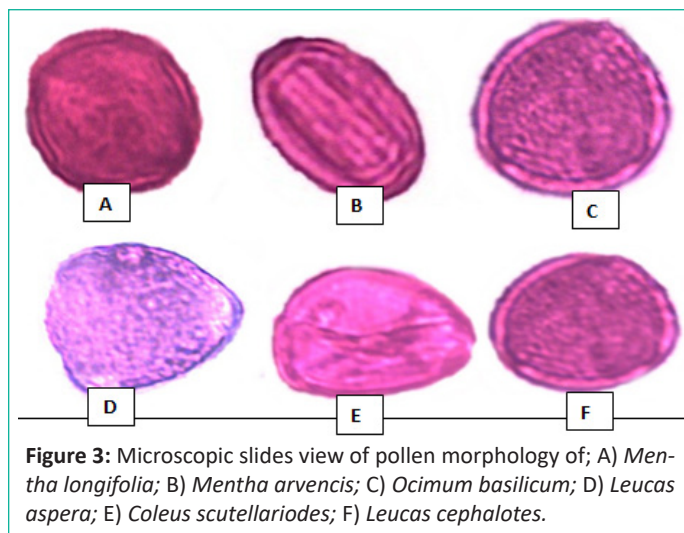 A
B
C
D
E
F
Figure 3: Microscopic slides view of pollen morphology of; A) Men-
tha longifolia; B) Mentha arvencis; C) Ocimum basilicum; D) Leucas
aspera; E) Coleus scutellariodes; F) Leucas cephalotes.